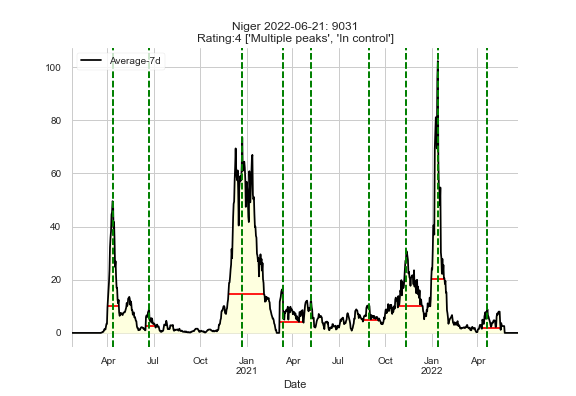 Niger 2022-06-21: 9031
Rating:4 ['Multiple peaks', 'In control']
Average-7d
100
80
60
40
20
0
Apr Jul Oct Jan Apr Jul Oct Jan Apr
2021 2022
Date